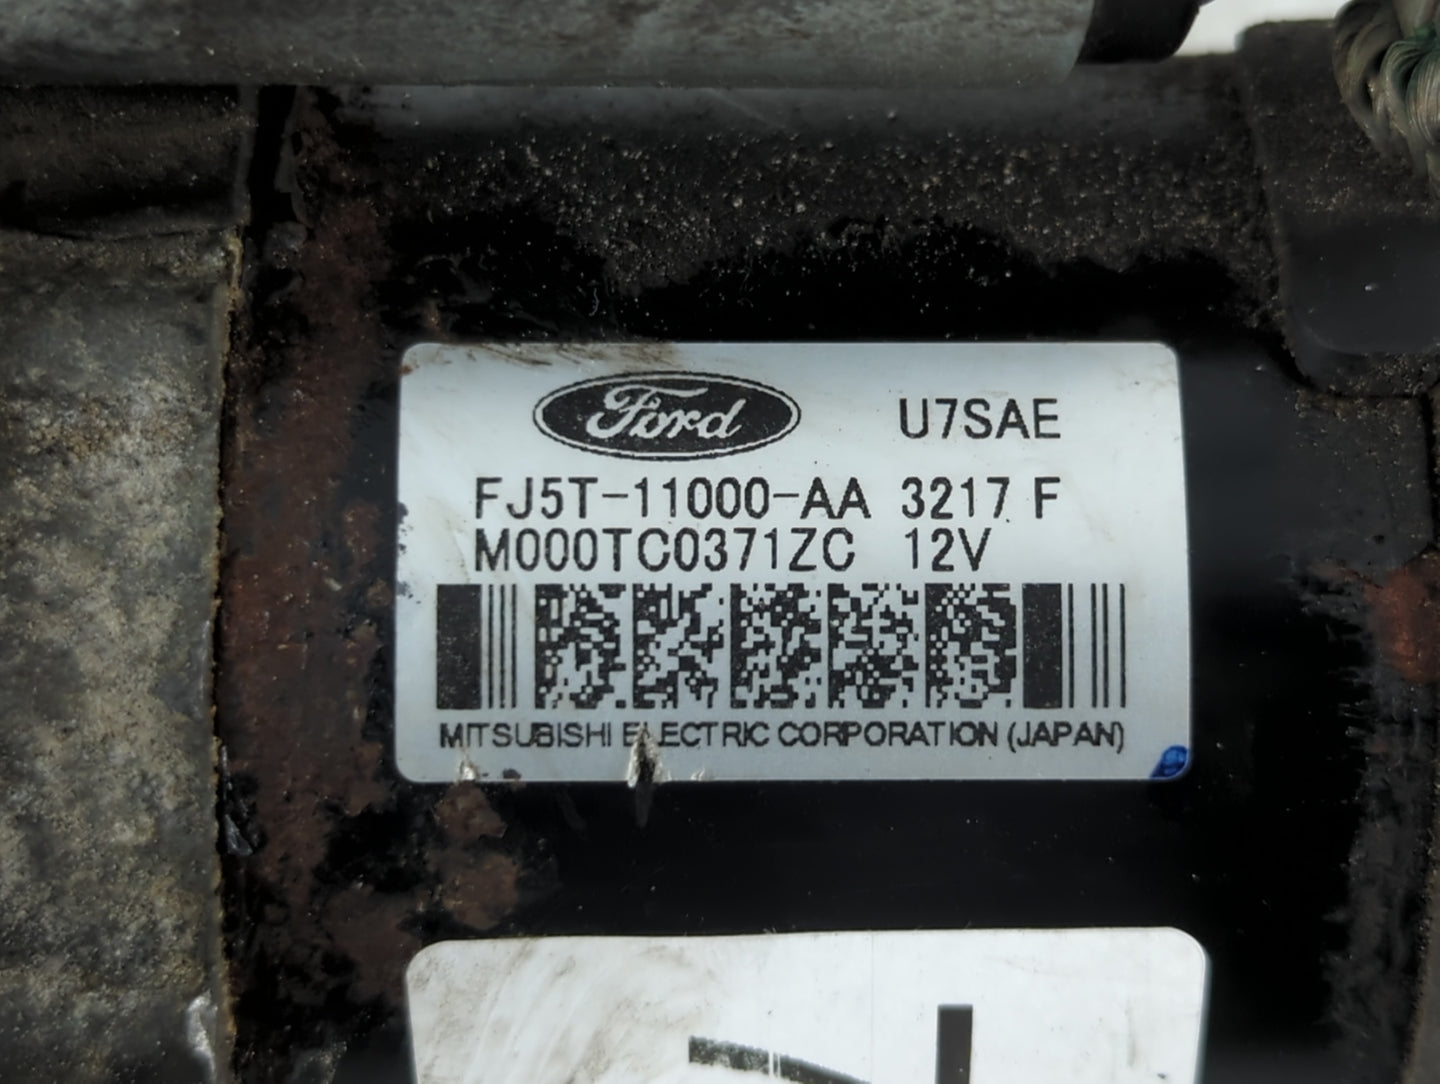 Ford U7SAE
FJ5T-11000-AA 3217 F
M000TC0371ZC 12V
MITSUBISHI ELECTRIC CORPORATION (JAPAN)